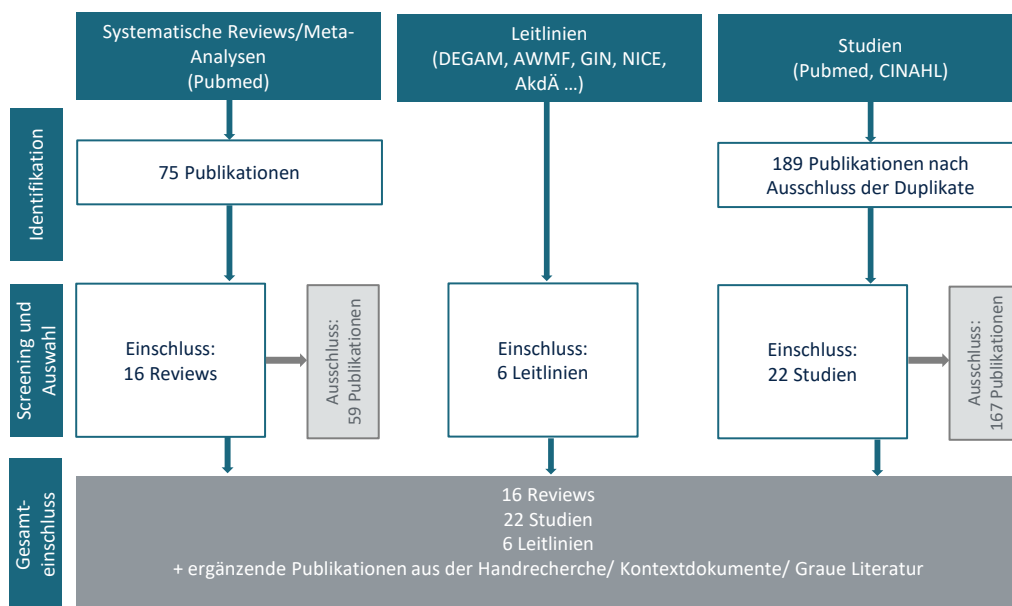 Systematische Reviews/Meta-
Analysen
(Pubmed)
Leitlinien
(DEGAM, AWMF, GIN, NICE,
AkdÄ ...)
Studien
(Pubmed, CINAHL)
Identifikation
75 Publikationen
189 Publikationen nach
Ausschluss der Duplikate
Screening und
Auswahl
Einschluss:
16 Reviews
Ausschluss:
59 Publikationen
Einschluss:
6 Leitlinien
Einschluss:
22 Studien
Ausschluss:
167 Publikationen
Gesamt-
einschluss
16 Reviews
22 Studien
6 Leitlinien
+ ergänzende Publikationen aus der Handrecherche/ Kontextdokumente/ Graue Literatur